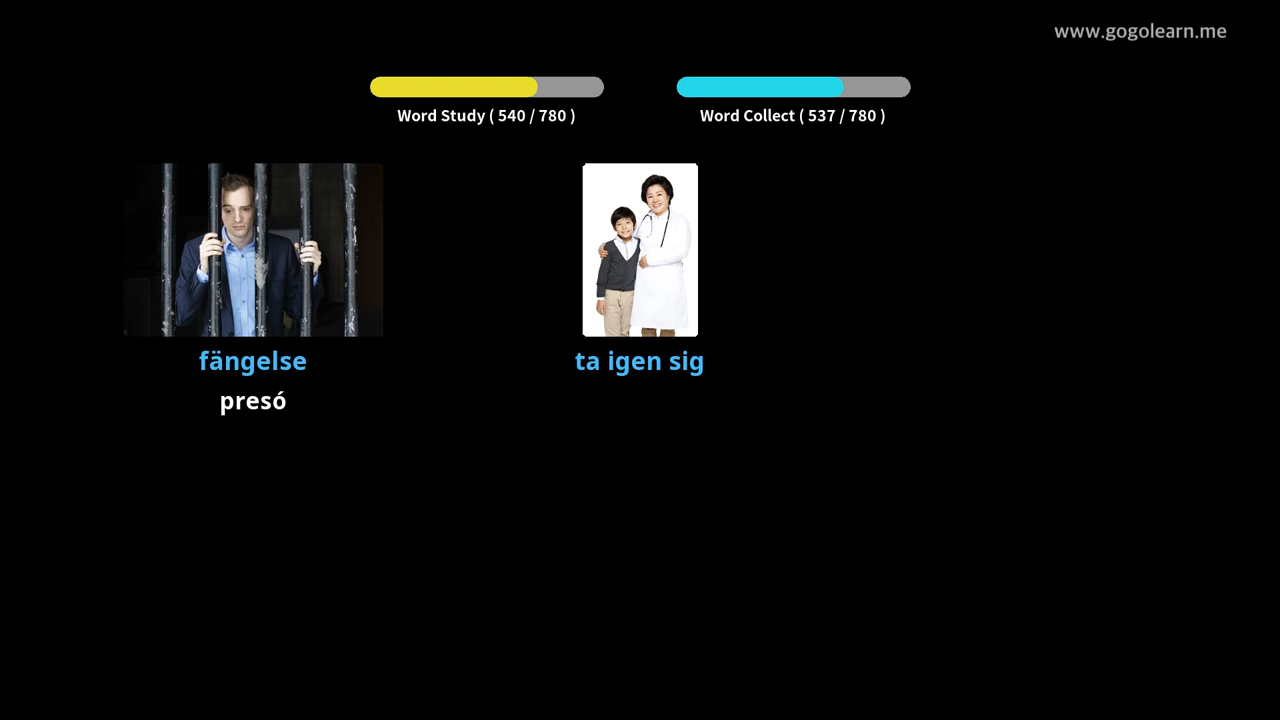 www.gogolearn.me
Word Study ( 540 / 780 )
Word Collect ( 537 / 780 )
fängelse
presó
ta igen sig